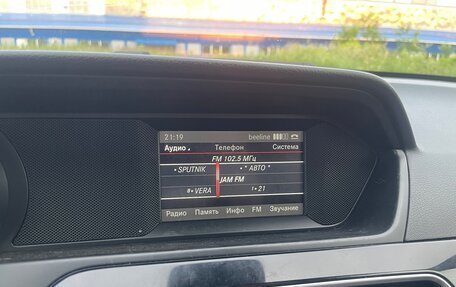 21:19 beeline
Аудио Телефон Система
FM 102.5 МГц
• SPUTNIK • * АВТО *
JAM FM
• VERA • 21
Радио Память Инфо FM Звучание